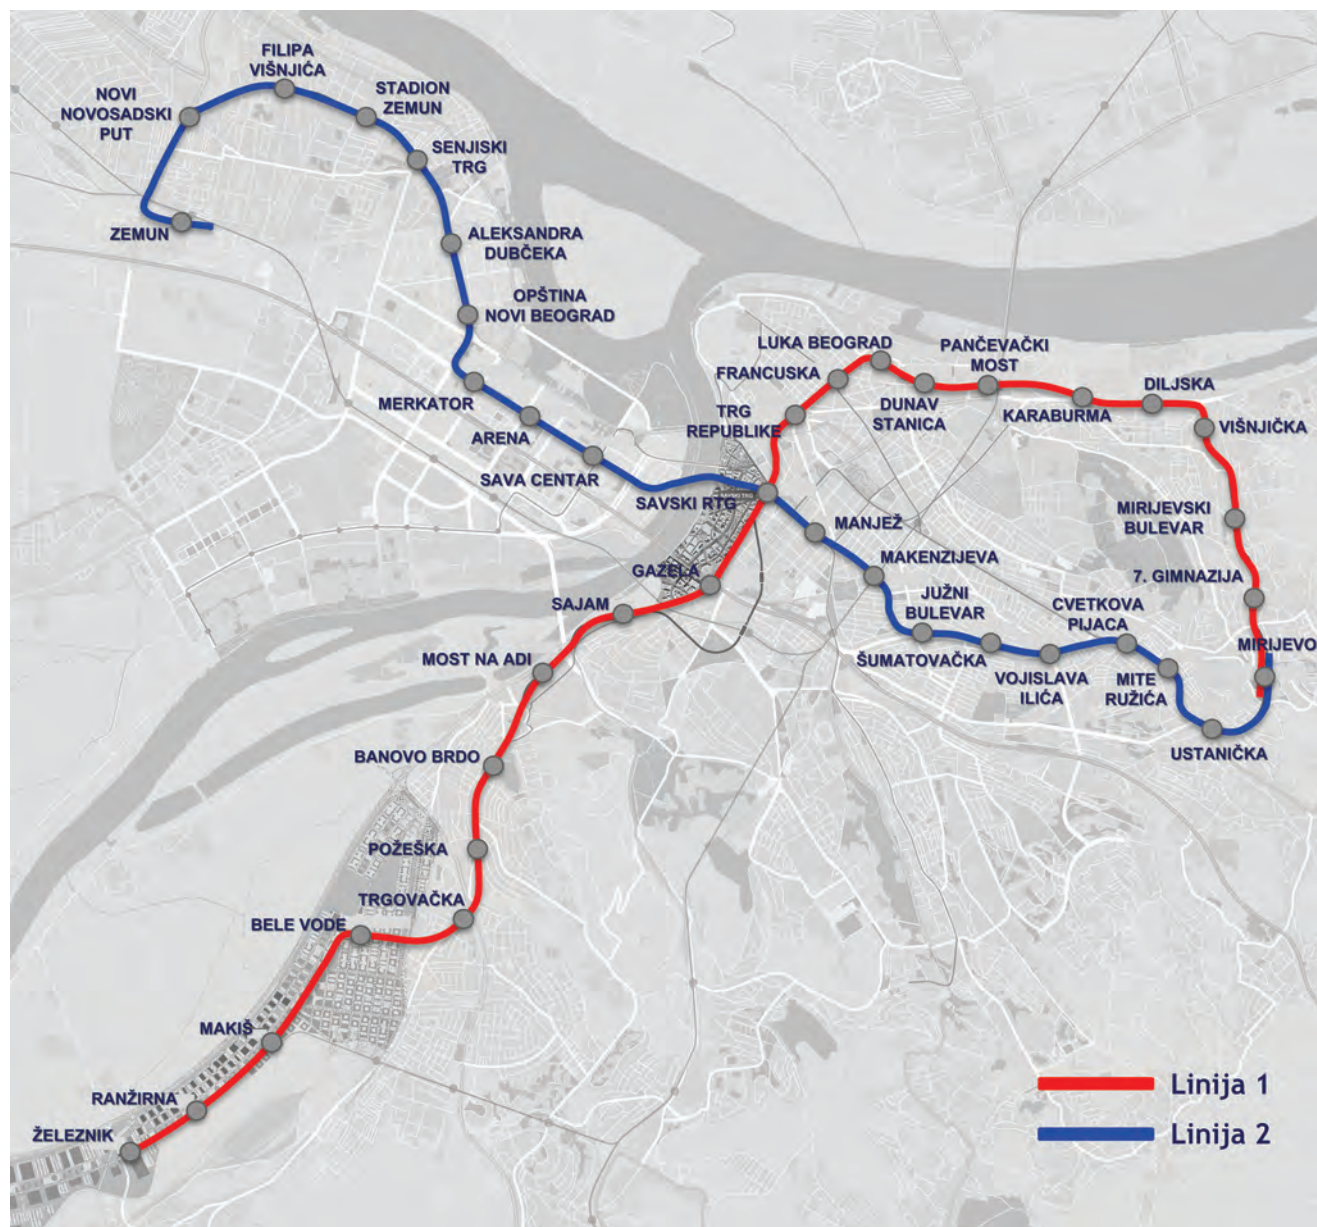 FILIPA
VIŠNJIĆA
STADION
ZEMUN
NOVI
NOVOSADSKI
PUT
SENJISKI
TRG
ZEMUN
ALEKSANDRA
DUBČEKA
OPŠTINA
NOVI BEOGRAD
MERKATOR
ARENA
SAVA CENTAR
SAVSKI RTG
LUKA BEOGRAD
FRANCUSKA
TRG
REPUBLIKE
DUNAV
STANICA
PANČEVAČKI
MOST
KARABURMA
DILJSKA
VIŠNJIČKA
MIRIJEVSKI
BULEVAR
7. GIMNAZIJA
MIRIJEVO
MANJEŽ
MAKENZIJEVA
JUŽNI
BULEVAR
ŠUMATOVAČKA
VOJISLAVA
ILIĆA
CVETKOVA
PIJACA
MITE
RUŽIĆA
USTANIČKA
GAZELA
SAJAM
MOST NA ADI
BANOVO BRDO
POŽEŠKA
TRGOVAČKA
BELE VODE
MAKIŠ
RANŽIRNA
ŽELEZNIK
Linija 1
Linija 2